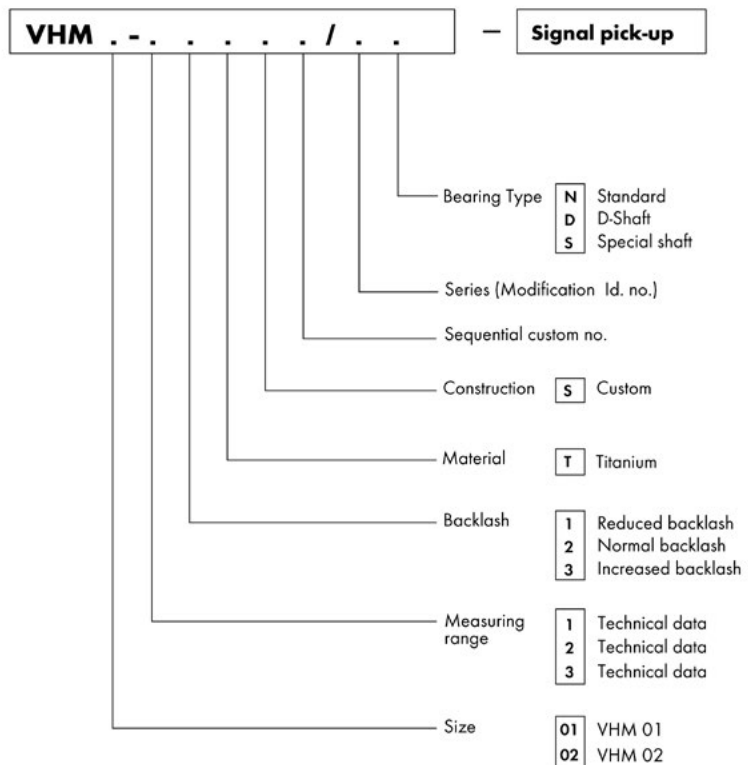 VHM . - . . . . . / . . – Signal pick-up
Bearing Type N Standard
D D-Shaft
S Special shaft
Series (Modification Id. no.)
Sequential custom no.
Construction S Custom
Material T Titanium
Backlash 1 Reduced backlash
2 Normal backlash
3 Increased backlash
Measuring range 1 Technical data
2 Technical data
3 Technical data
Size 01 VHM 01
02 VHM 02